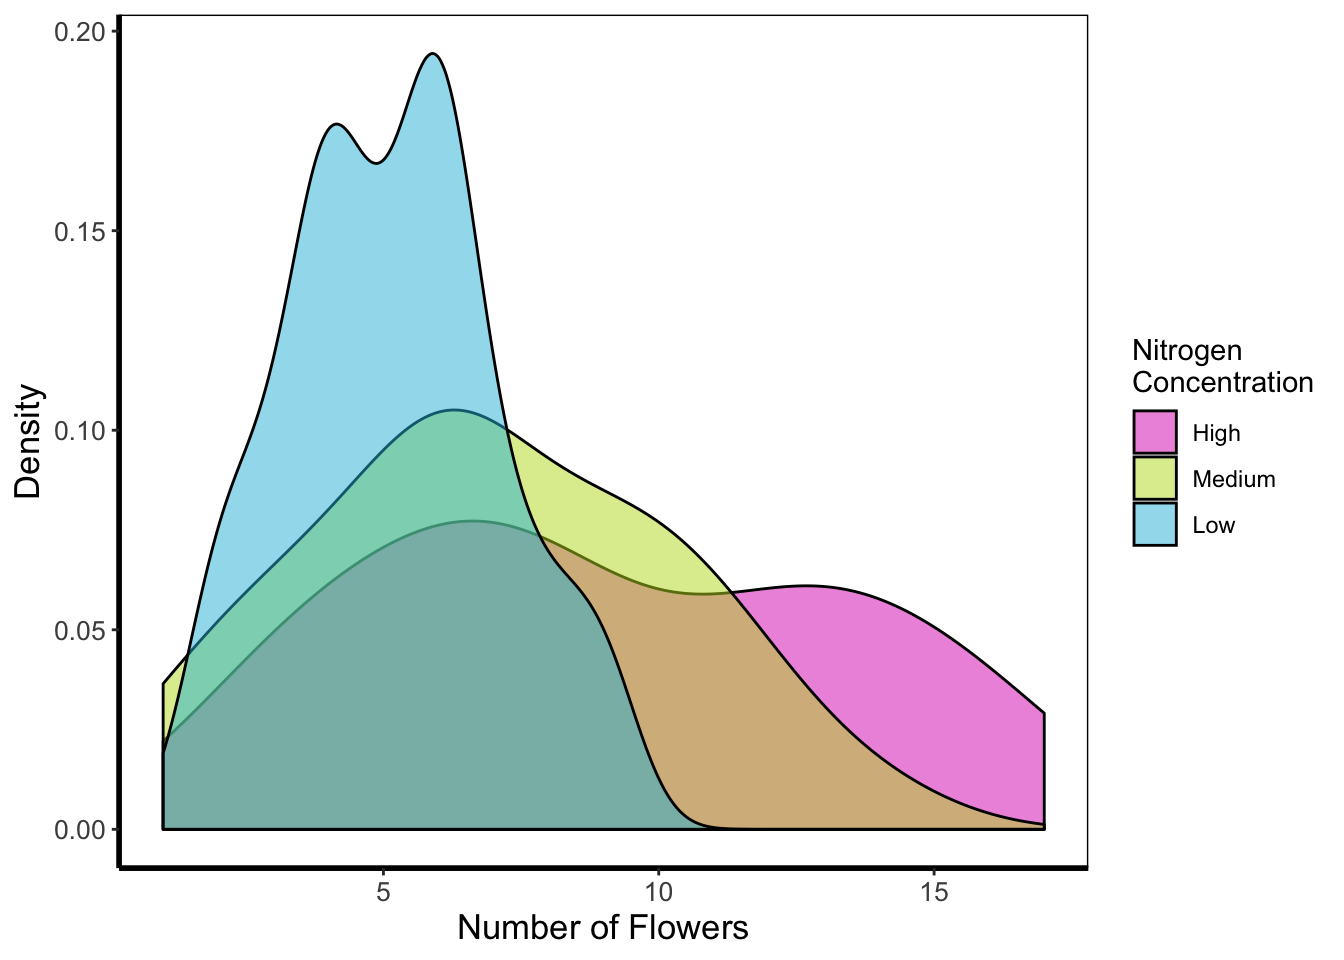 0.20
0.15
0.10
0.05
0.00
Density
5
10
15
Number of Flowers
Nitrogen
Concentration
High
Medium
Low